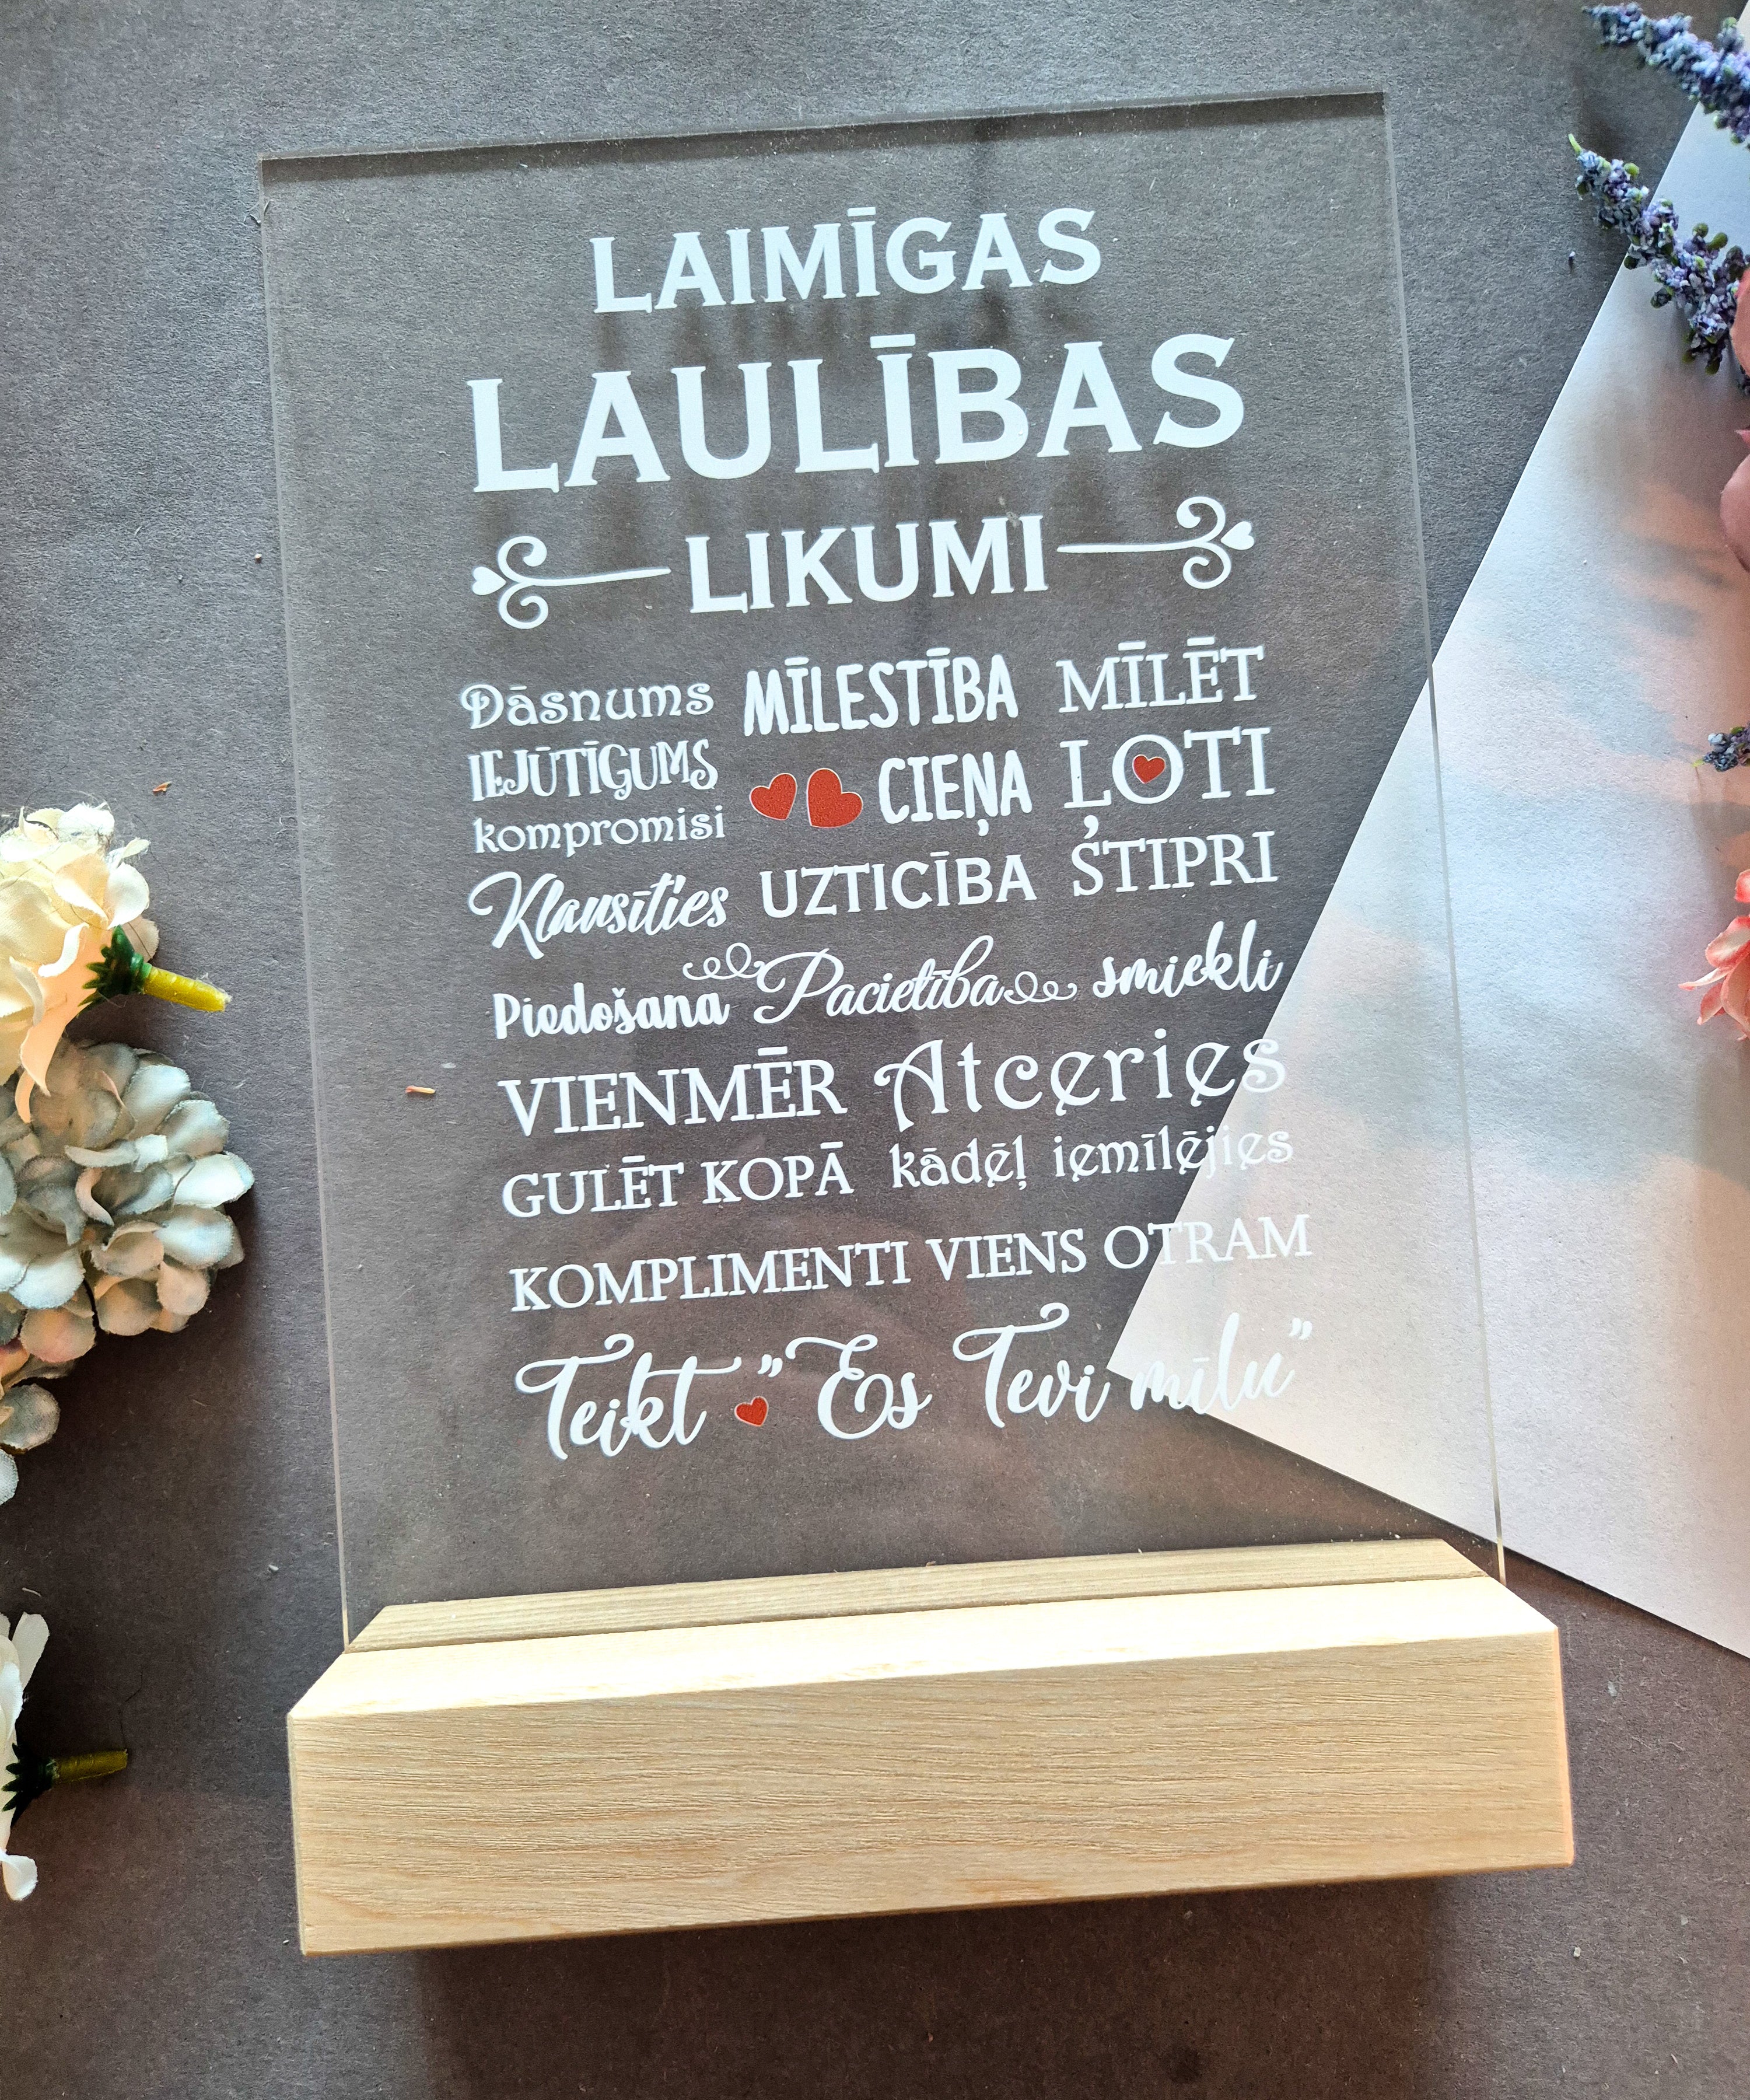 LAIMĪGAS
LAULĪBAS
LIKUMI
Dāsnums MĪLESTĪBA MĪLĒT
IEJŪTĪGUMS CIEŅA ĻOTI
kompromisi
Klausīties UZTICĪBA STIPRI
Piedošana Pacietība smiekli
VIENMĒR Atceries
GULĒT KOPĀ kādēļ iemīlējies
KOMPLIMENTI VIENS OTRAM
Teikt "Es Tevi mīlu"